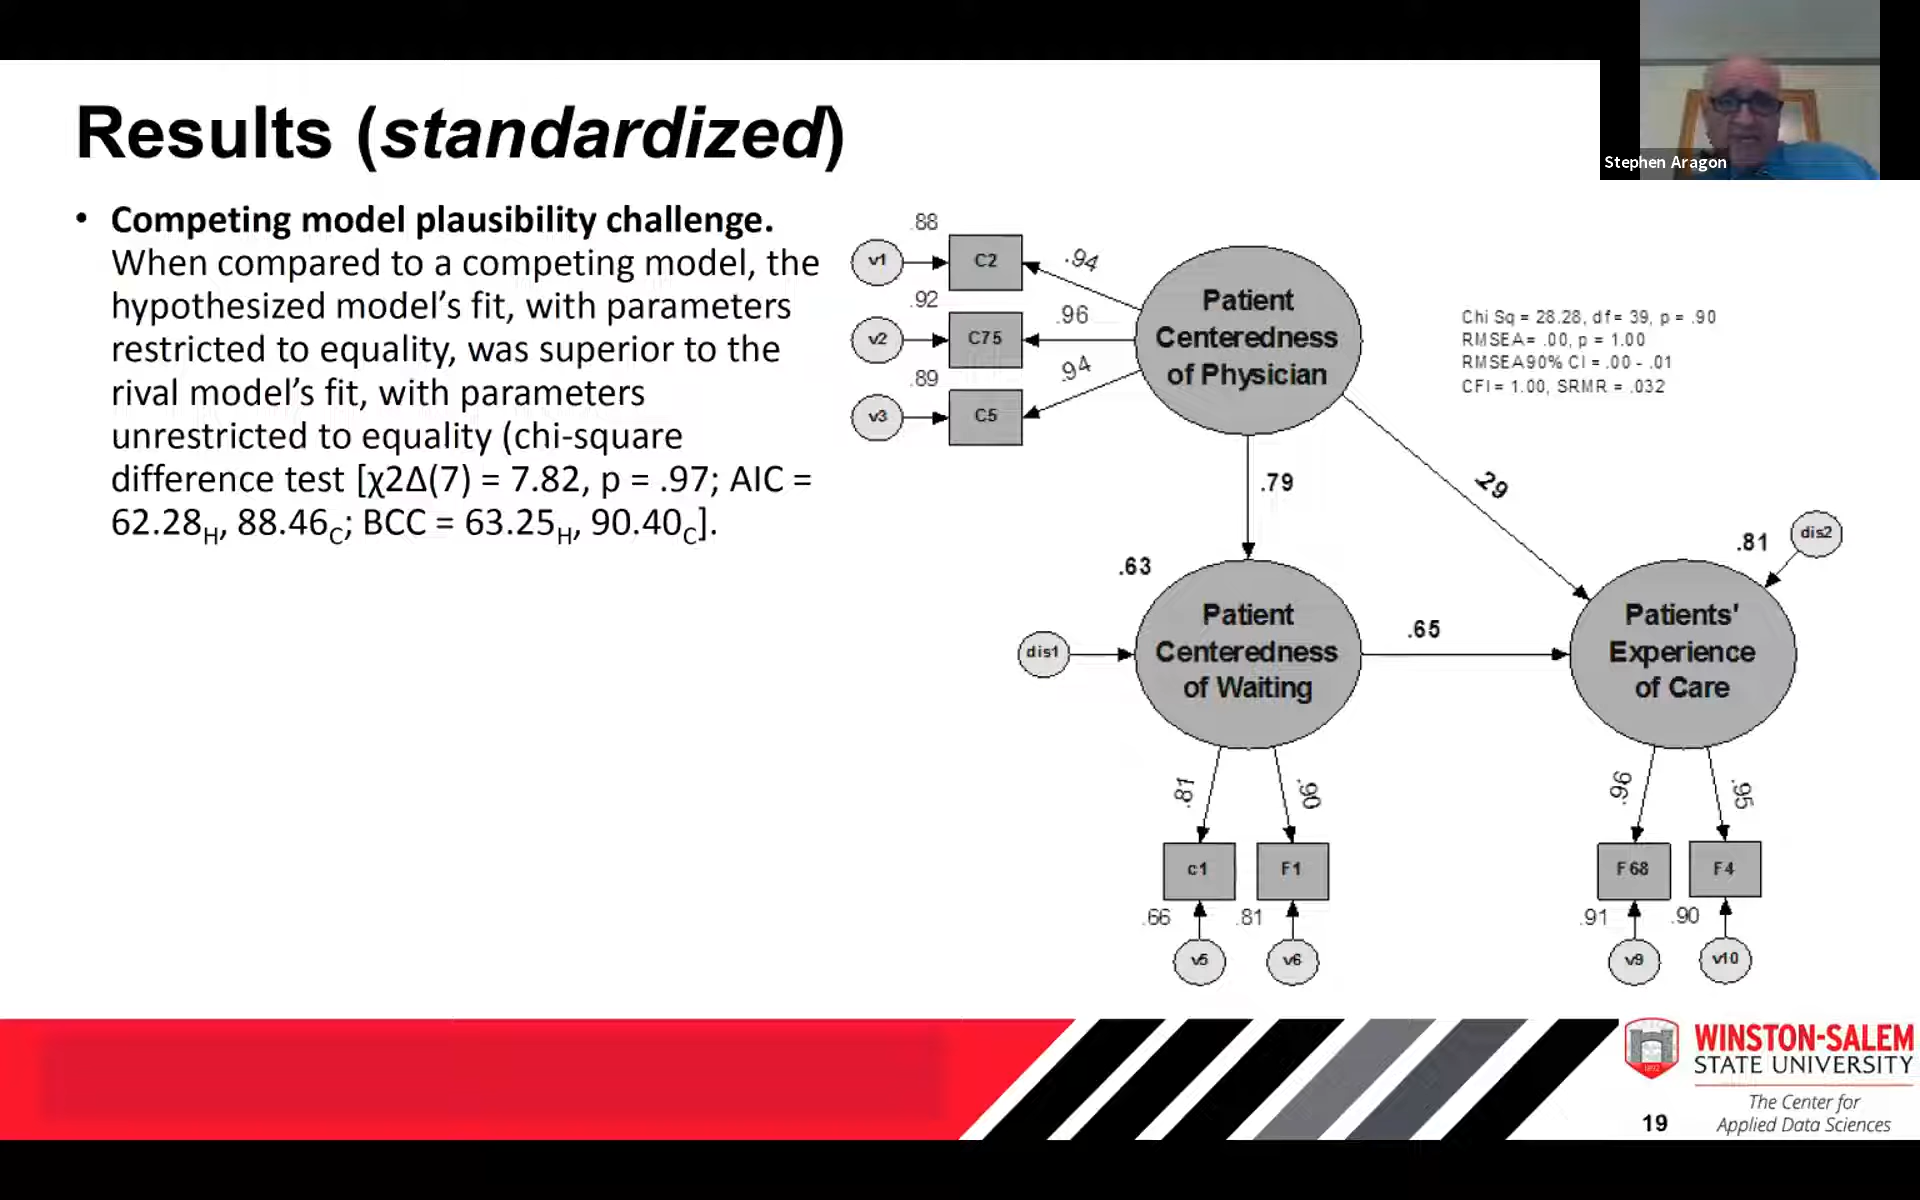 Stephen Aragon
Results (standardized)
• Competing model plausibility challenge.
When compared to a competing model, the
hypothesized model’s fit, with parameters
restricted to equality, was superior to the
rival model’s fit, with parameters
unrestricted to equality (chi-square
difference test [χ2Δ(7) = 7.82, p = .97; AIC =
62.28H, 88.46C; BCC = 63.25H, 90.40C].
.88
v1
C2
.94
.92
v2
C75
.96
.89
v3
C5
.94
Patient
Centeredness
of Physician
Chi Sq = 28.28, df= 39, p = .90
RMSEA= .00, p = 1.00
RMSEA90% CI = .00 - .01
CFI = 1.00, SRMR = .032
.79
.29
.63
dis1
Patient
Centeredness
of Waiting
.65
.81
dis2
Patients'
Experience
of Care
.81
.90
c1
F1
.66
.81
v5
v6
.96
.95
F68
F4
.91
.90
v9
v10
1892
WINSTON-SALEM
STATE UNIVERSITY
The Center for
Applied Data Sciences
19